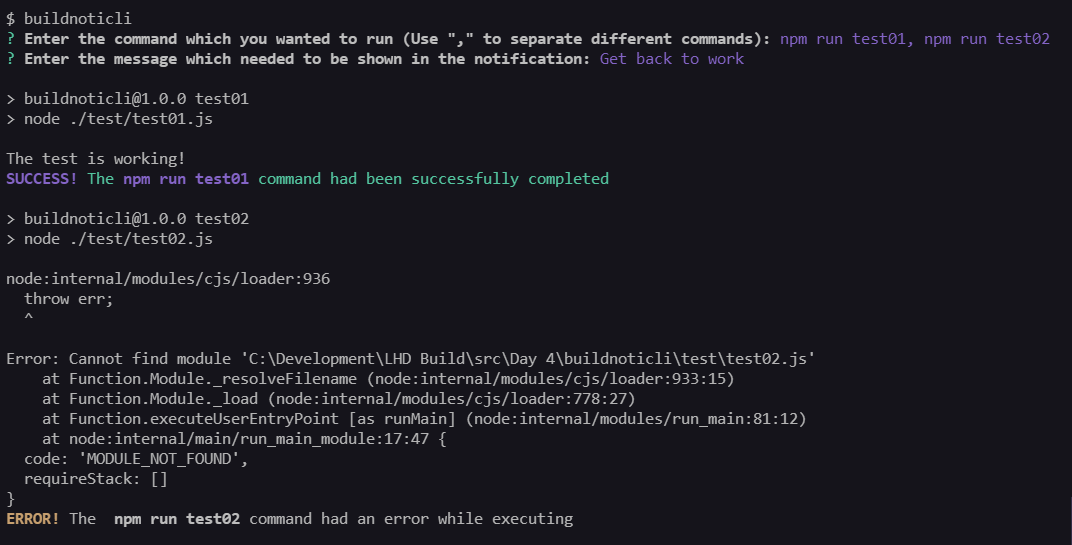 $ buildnoticli
? Enter the command which you wanted to run (Use "," to separate different commands): npm run test01, npm run test02
? Enter the message which needed to be shown in the notification: Get back to work
> buildnoticli@1.0.0 test01
> node ./test/test01.js
The test is working!
SUCCESS! The npm run test01 command had been successfully completed
> buildnoticli@1.0.0 test02
> node ./test/test02.js
node:internal/modules/cjs/loader:936
  throw err;
  ^
Error: Cannot find module 'C:\Development\LHD Build\src\Day 4\buildnoticli\test\test02.js'
    at Function.Module._resolveFilename (node:internal/modules/cjs/loader:933:15)
    at Function.Module._load (node:internal/modules/cjs/loader:778:27)
    at Function.executeUserEntryPoint [as runMain] (node:internal/modules/run_main:81:12)
    at node:internal/main/run_main_module:17:47 {
  code: 'MODULE_NOT_FOUND',
  requireStack: []
}
ERROR! The  npm run test02 command had an error while executing